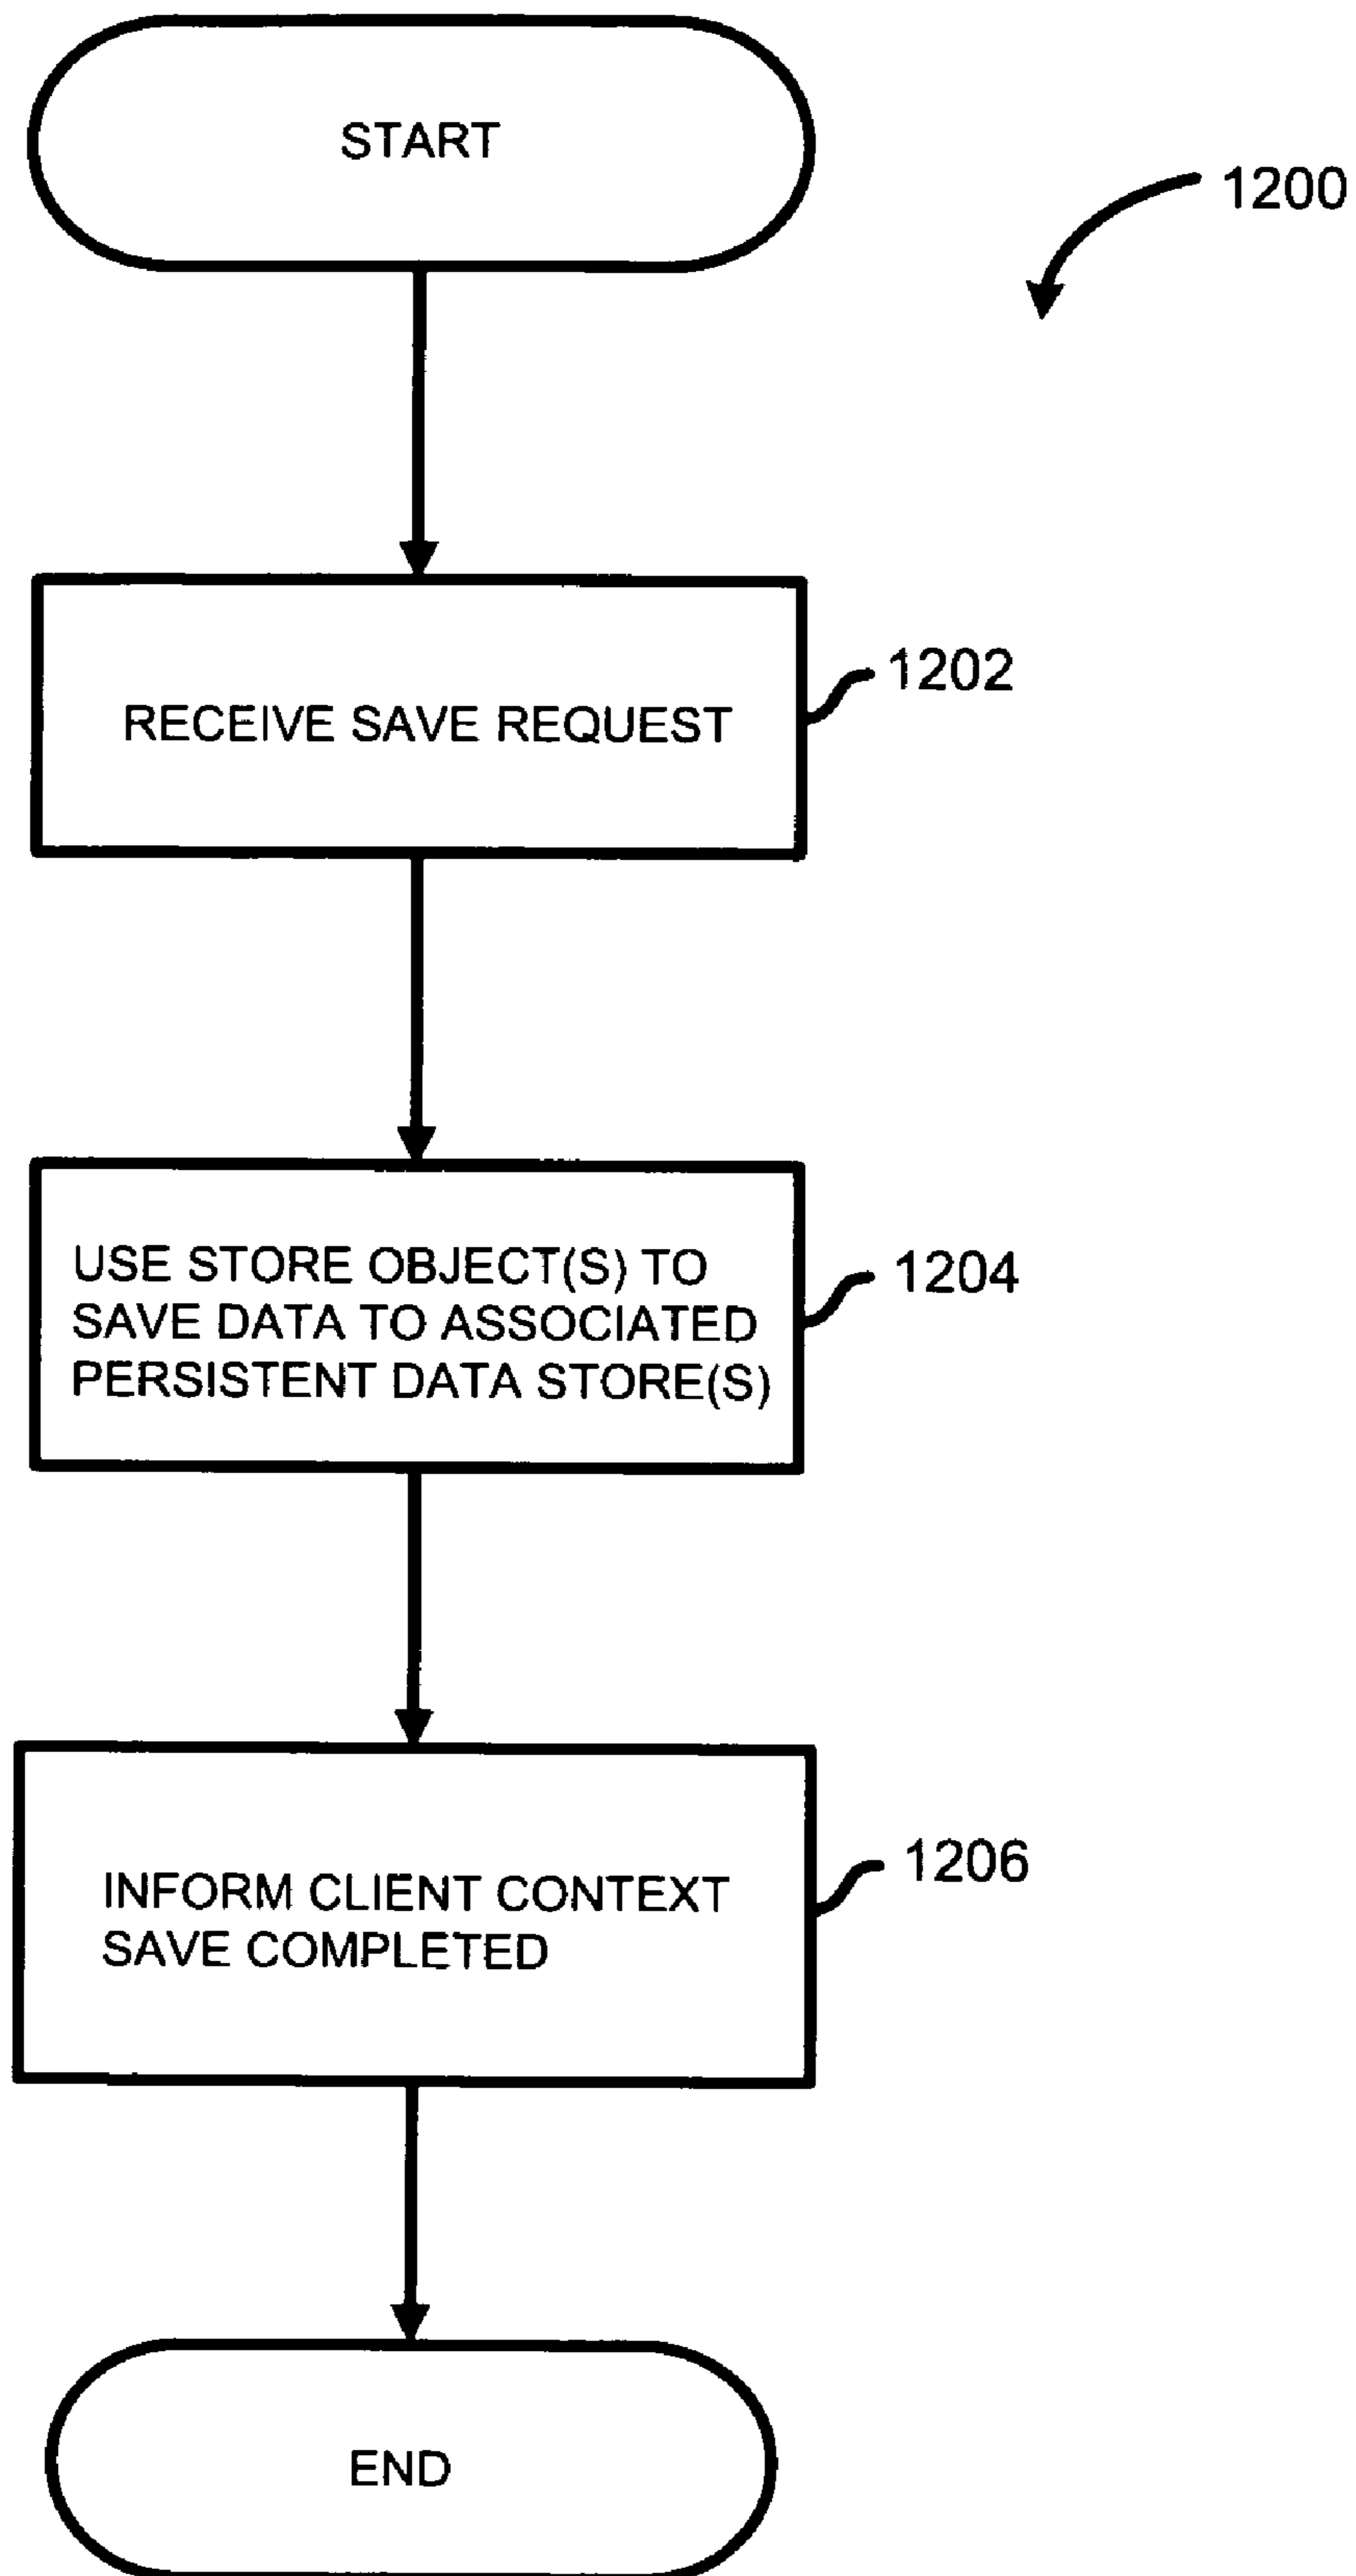 START
1200
RECEIVE SAVE REQUEST
1202
USE STORE OBJECT(S) TO
SAVE DATA TO ASSOCIATED
PERSISTENT DATA STORE(S)
1204
INFORM CLIENT CONTEXT
SAVE COMPLETED
1206
END